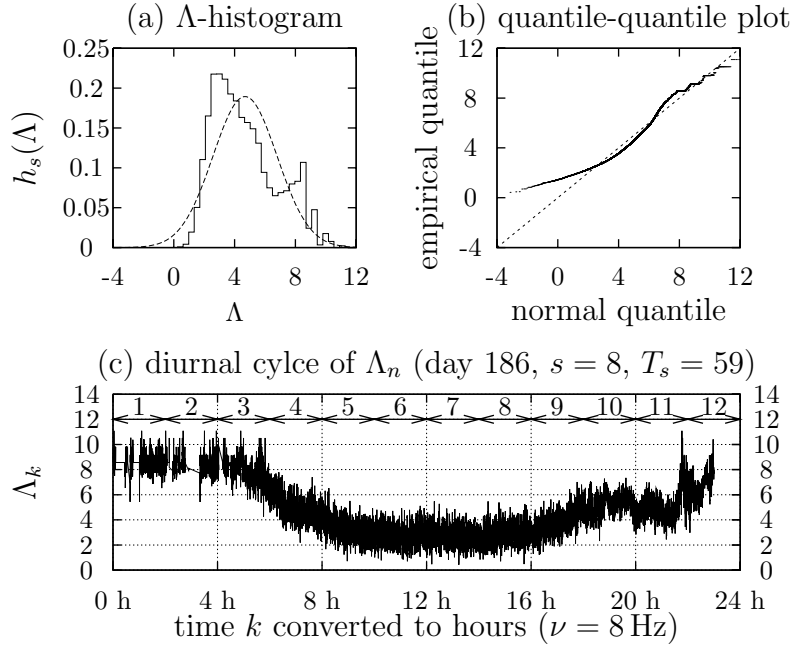 (a) Λ-histogram
0.25
0.2
0.15
0.1
0.05
0
h_s(Λ)
-4 0 4 8 12
Λ
(b) quantile-quantile plot
12
8
4
0
-4
empirical quantile
-4 0 4 8 12
normal quantile
(c) diurnal cylce of Λ_n (day 186, s = 8, T_s = 59)
14 14
12 12
1 2 3 4 5 6 7 8 9 10 11 12
10 10
8 8
6 6
4 4
2 2
0 0
Λ_k
0 h 4 h 8 h 12 h 16 h 20 h 24 h
time k converted to hours (ν = 8 Hz)